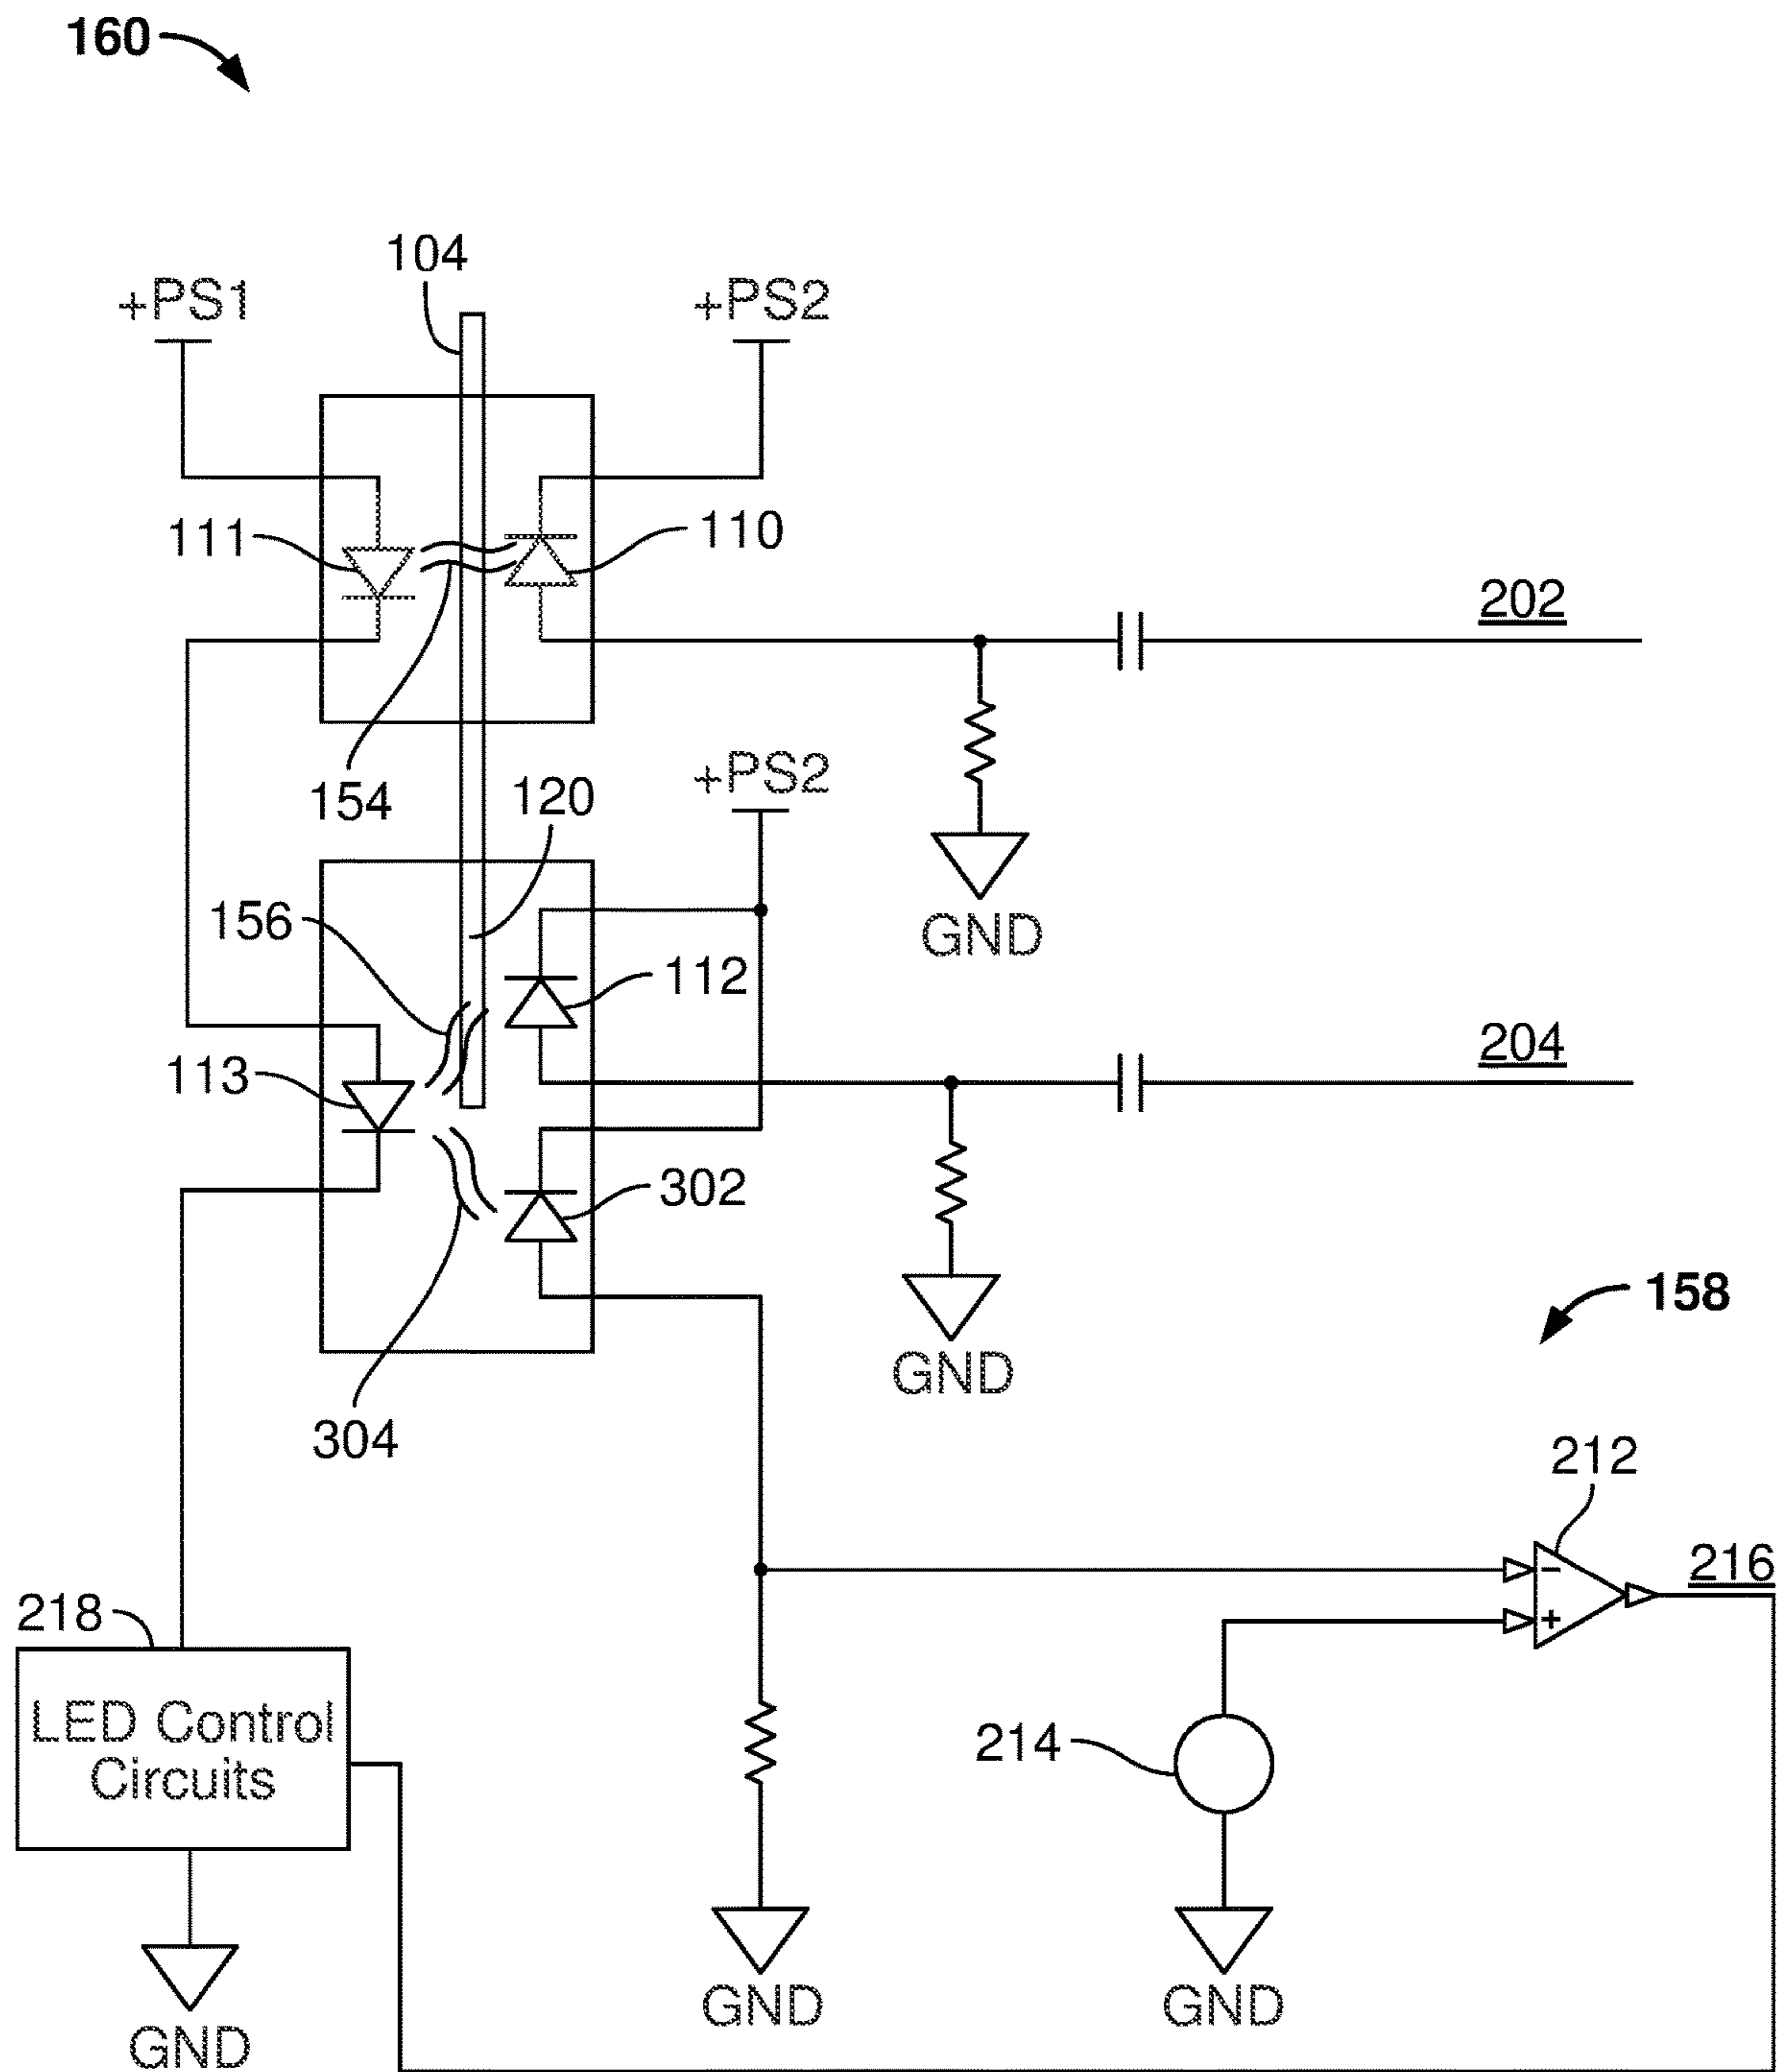 160
104
+PS1
+PS2
111
110
202
154
120
+PS2
GND
156
112
204
113
302
GND
158
304
212
216
218
LED Control
Circuits
-
+
214
GND
GND
GND